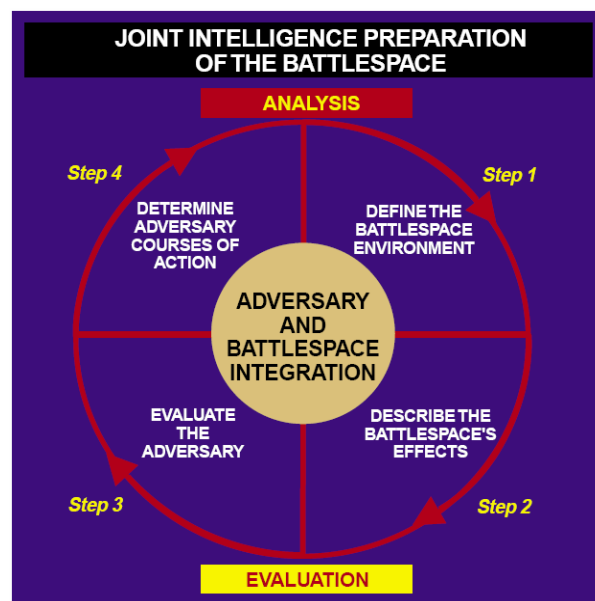 JOINT INTELLIGENCE PREPARATION
OF THE BATTLESPACE
ANALYSIS
Step 1
DEFINE THE
BATTLESPACE
ENVIRONMENT
Step 2
DESCRIBE THE
BATTLESPACE'S
EFFECTS
Step 3
EVALUATE
THE
ADVERSARY
Step 4
DETERMINE
ADVERSARY
COURSES OF
ACTION
ADVERSARY
AND
BATTLESPACE
INTEGRATION
EVALUATION